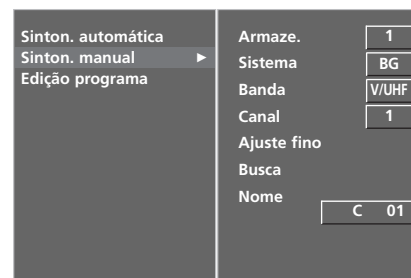 Sinton. automática
Sinton. manual ►
Edição programa
Armaze. 1
Sistema BG
Banda V/UHF
Canal 1
Ajuste fino
Busca
Nome
C 01